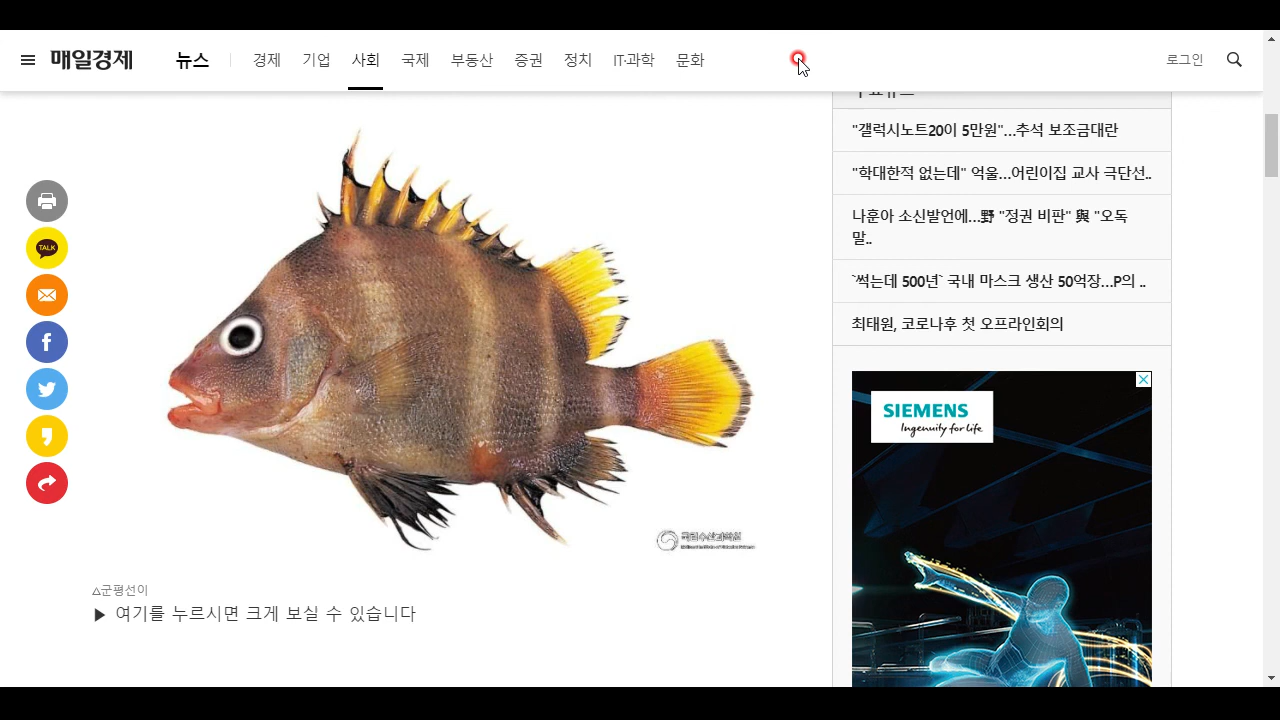 매일경제
뉴스
경제
기업
사회
국제
부동산
증권
정치
IT·과학
문화
로그인
"갤럭시노트20이 5만원"…추석 보조금대란
"학대한적 없는데" 억울…어린이집 교사 극단선..
나훈아 소신발언에…野 "정권 비판" 與 "오독
말..
`썩는데 500년` 국내 마스크 생산 50억장…P의 ..
최태원, 코로나후 첫 오프라인회의
TALK
SIEMENS
Ingenuity for life
국립수산과학원
△군평선이
▶ 여기를 누르시면 크게 보실 수 있습니다